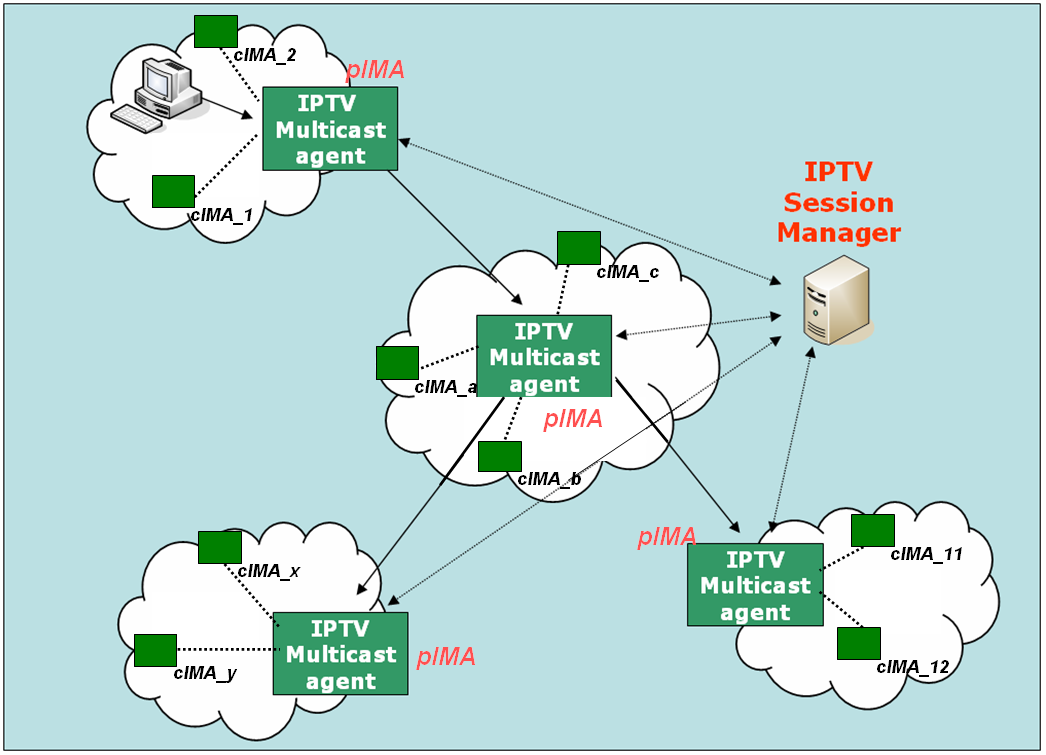 cIMA_2
pIMA
IPTV
Multicast
agent
cIMA_1
IPTV
Session
Manager
cIMA_c
IPTV
Multicast
agent
cIMA_a
pIMA
cIMA_b
pIMA
cIMA_11
IPTV
Multicast
agent
cIMA_12
cIMA_x
IPTV
Multicast
agent
pIMA
cIMA_y